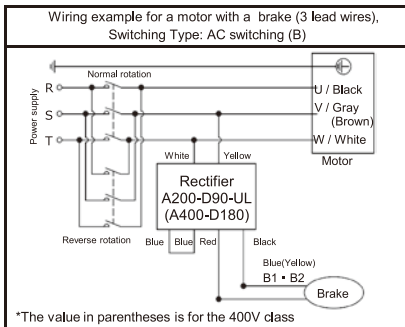 Wiring example for a motor with a brake (3 lead wires),
Switching Type: AC switching (B)
Normal rotation
R
S
T
Power supply
U / Black
V / Gray
(Brown)
W / White
Motor
White
Yellow
Rectifier
A200-D90-UL
(A400-D180)
Reverse rotation
Blue
Blue
Red
Black
Blue(Yellow)
B1・B2
Brake
*The value in parentheses is for the 400V class